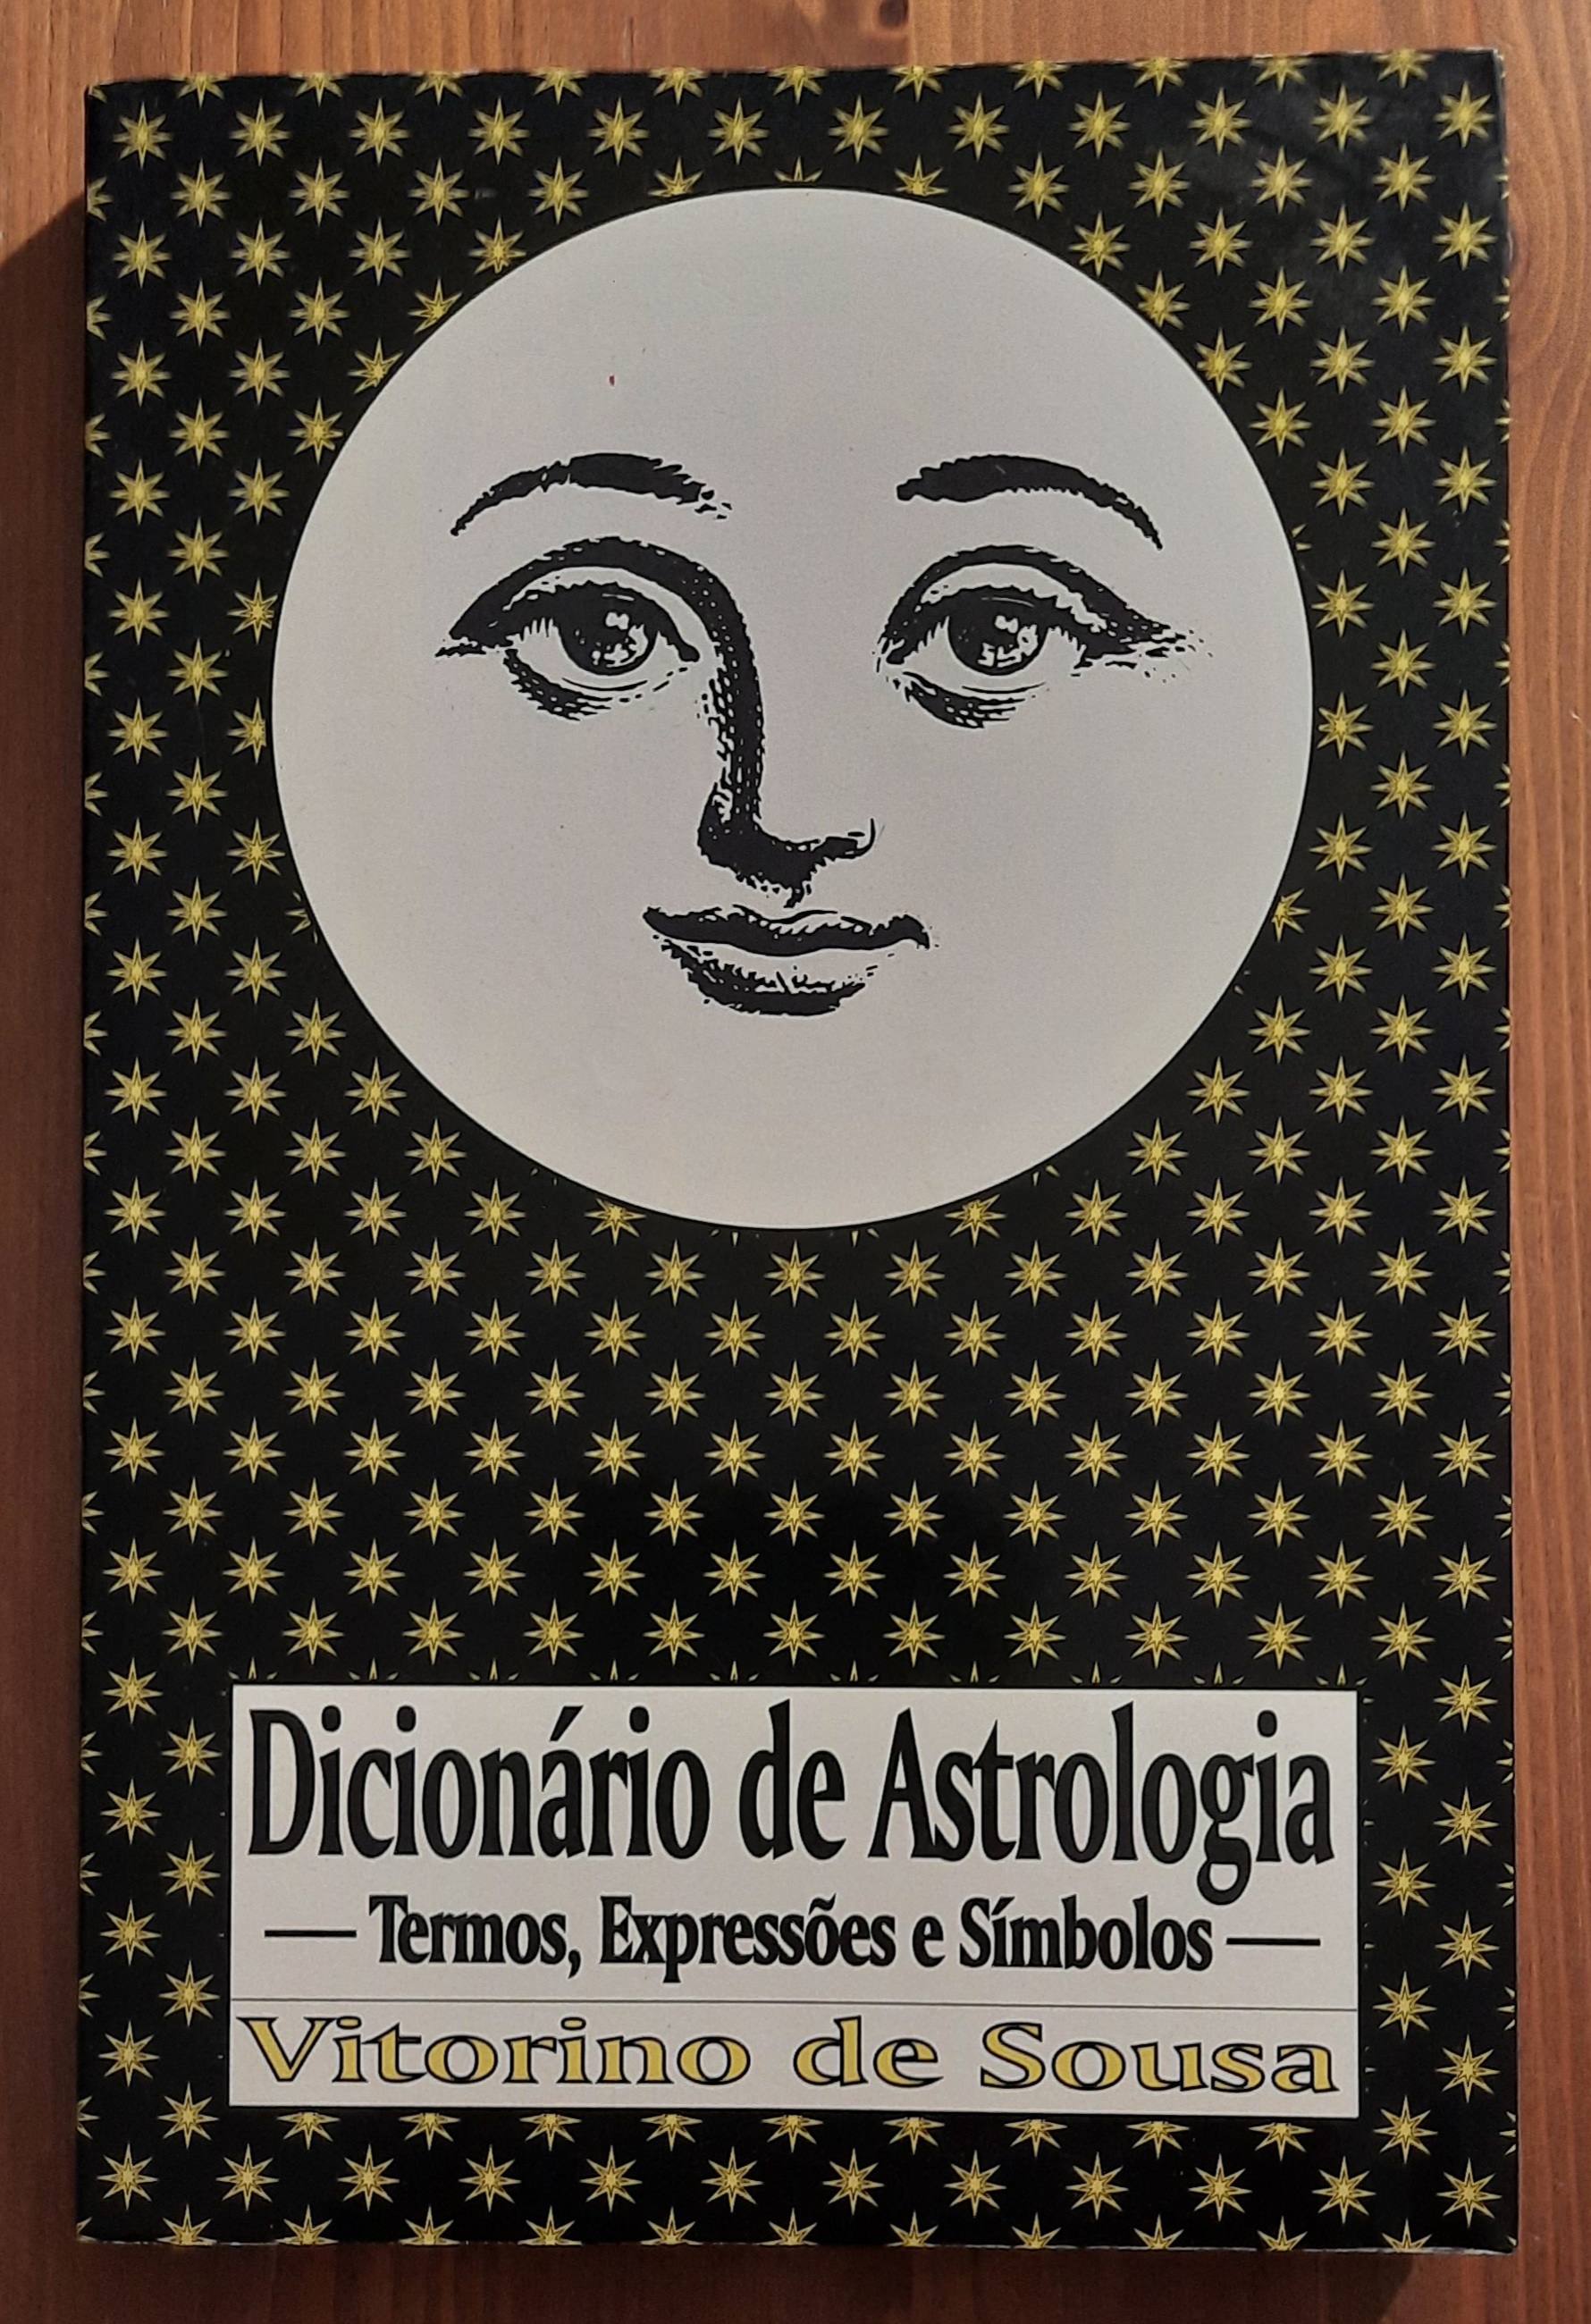 Dicionário de Astrologia
— Termos, Expressões e Símbolos —
Vitorino de Sousa